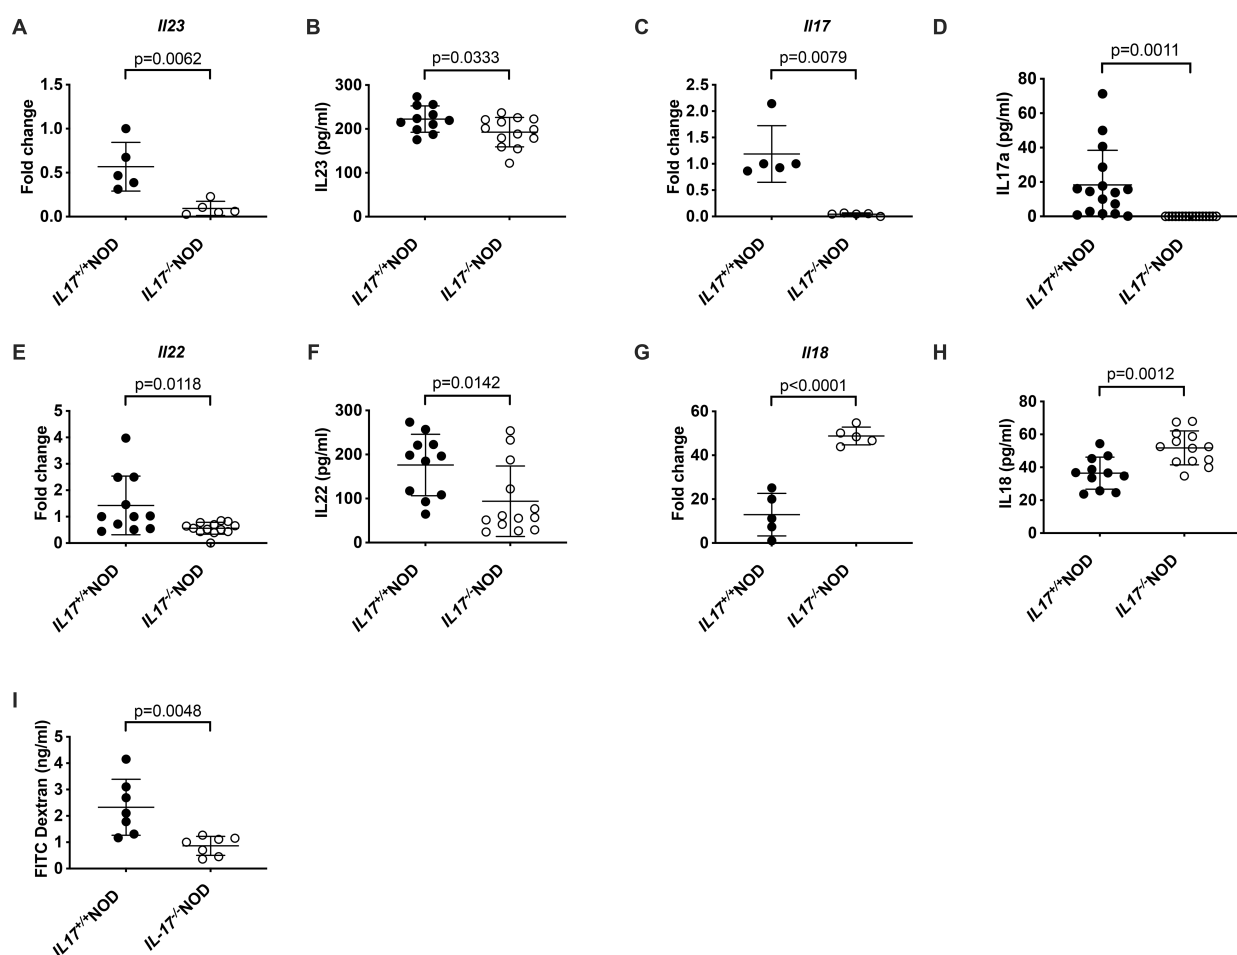 A
Il23
p=0.0062
Fold change
1.5
1.0
0.5
0.0
IL17+/+NOD
IL17-/-NOD
B
p=0.0333
IL23 (pg/ml)
300
200
100
0
IL17+/+NOD
IL17-/-NOD
C
Il17
p=0.0079
Fold change
2.5
2.0
1.5
1.0
0.5
0.0
IL17+/+NOD
IL17-/-NOD
D
p=0.0011
IL17a (pg/ml)
80
60
40
20
0
IL17+/+NOD
IL17-/-NOD
E
Il22
p=0.0118
Fold change
5
4
3
2
1
0
IL17+/+NOD
IL17-/-NOD
F
p=0.0142
IL22 (pg/ml)
300
200
100
0
IL17+/+NOD
IL17-/-NOD
G
Il18
p<0.0001
Fold change
60
40
20
0
IL17+/+NOD
IL17-/-NOD
H
p=0.0012
IL18 (pg/ml)
80
60
40
20
0
IL17+/+NOD
IL17-/-NOD
I
p=0.0048
FITC Dextran (ng/ml)
5
4
3
2
1
0
IL17+/+NOD
IL-17-/-NOD